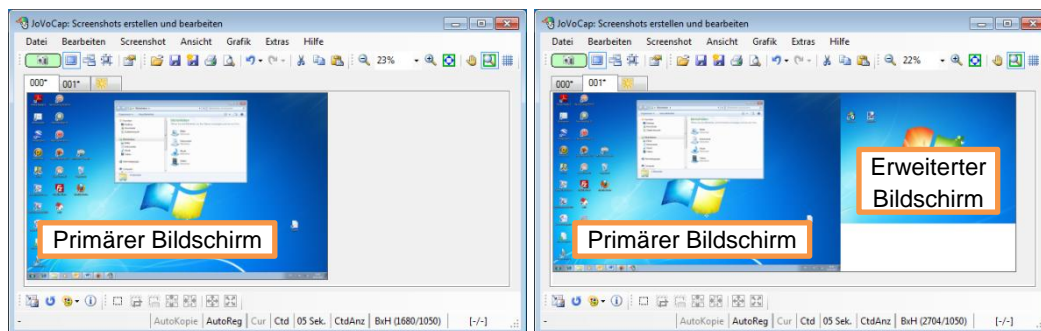 JoVoCap: Screenshots erstellen und bearbeiten
Datei Bearbeiten Screenshot Ansicht Grafik Extras Hilfe
23%
000* 001*
Primärer Bildschirm
- AutoKopie AutoReg Cur Ctd 05 Sek. CtdAnz BxH (1680/1050) [-/-]
JoVoCap: Screenshots erstellen und bearbeiten
Datei Bearbeiten Screenshot Ansicht Grafik Extras Hilfe
22%
000* 001*
Erweiterter
Bildschirm
Primärer Bildschirm
- AutoKopie AutoReg Cur Ctd 05 Sek. CtdAnz BxH (2704/1050) [-/-]